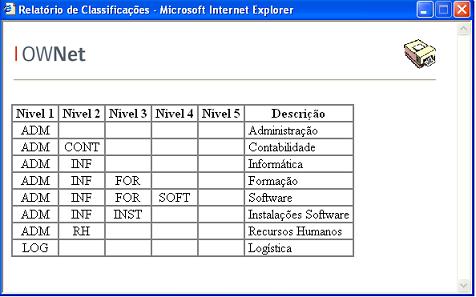 Relatório de Classificações - Microsoft Internet Explorer
IOWNet
Nivel 1 Nivel 2 Nivel 3 Nivel 4 Nivel 5 Descrição
ADM Administração
ADM CONT Contabilidade
ADM INF Informática
ADM INF FOR Formação
ADM INF FOR SOFT Software
ADM INF INST Instalações Software
ADM RH Recursos Humanos
LOG Logística